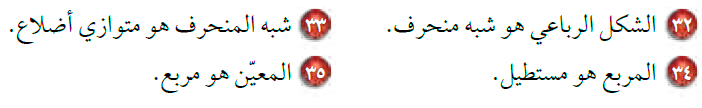 ٣٢ الشكل الرباعي هو شبه منحرف. ٣٣ شبه المنحرف هو متوازي أضلاع.
٣٤ المربع هو مستطيل. ٣٥ المعيّن هو مربع.